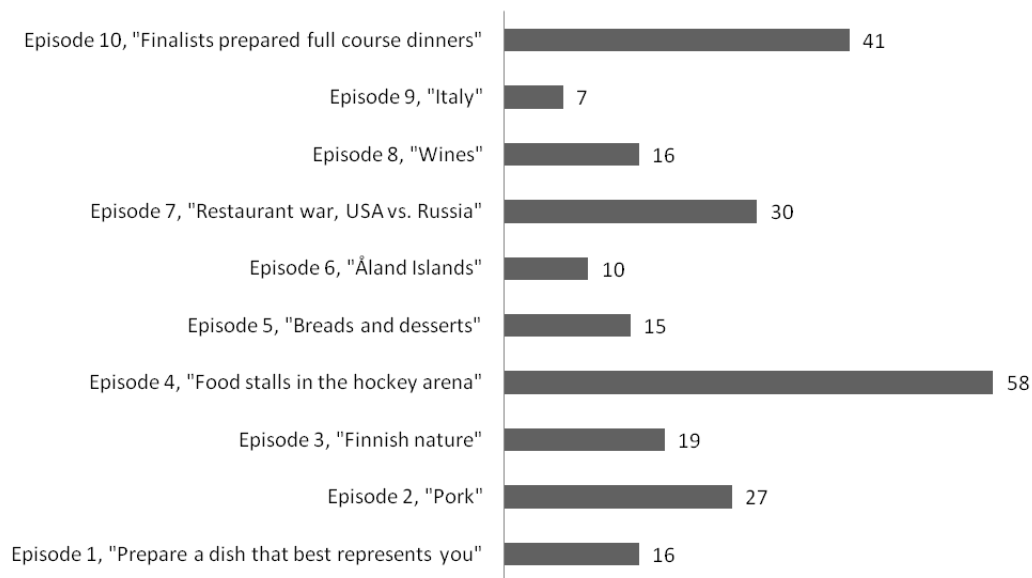 Episode 10, "Finalists prepared full course dinners" 41
Episode 9, "Italy" 7
Episode 8, "Wines" 16
Episode 7, "Restaurant war, USA vs. Russia" 30
Episode 6, "Åland Islands" 10
Episode 5, "Breads and desserts" 15
Episode 4, "Food stalls in the hockey arena" 58
Episode 3, "Finnish nature" 19
Episode 2, "Pork" 27
Episode 1, "Prepare a dish that best represents you" 16